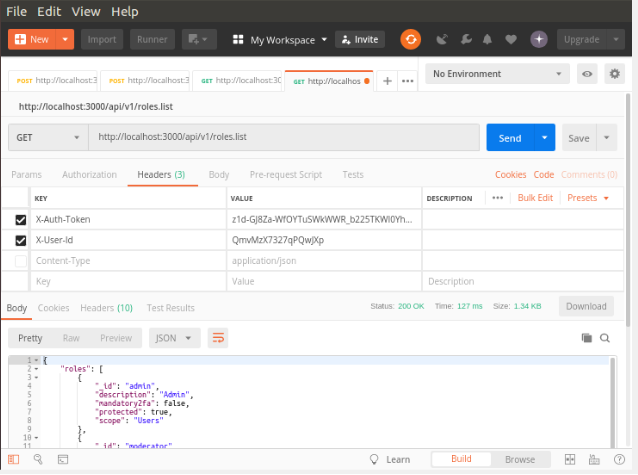 File Edit View Help
New Import Runner My Workspace Invite Upgrade
POST http://localhost:3 POST http://localhost:3 GET http://localhost:30 GET http://localhos No Environment
http://localhost:3000/api/v1/roles.list
GET http://localhost:3000/api/v1/roles.list Send Save
Params Authorization Headers (3) Body Pre-request Script Tests Cookies Code Comments (0)
KEY VALUE DESCRIPTION Bulk Edit Presets
X-Auth-Token z1d-GJ8Za-WfOYTuSWkWWR_b225TKWl0Yh...
X-User-Id QmvMzX7327qPQwJXp
Content-Type application/json
Key Value Description
Body Cookies Headers (10) Test Results Status: 200 OK Time: 127 ms Size: 1.34 KB Download
Pretty Raw Preview JSON
1 {
2 "roles": [
3 {
4 "_id": "admin",
5 "description": "Admin",
6 "mandatory2fa": false,
7 "protected": true,
8 "scope": "Users"
9 },
10 {
11 "_id": "moderator"
Learn Build Browse